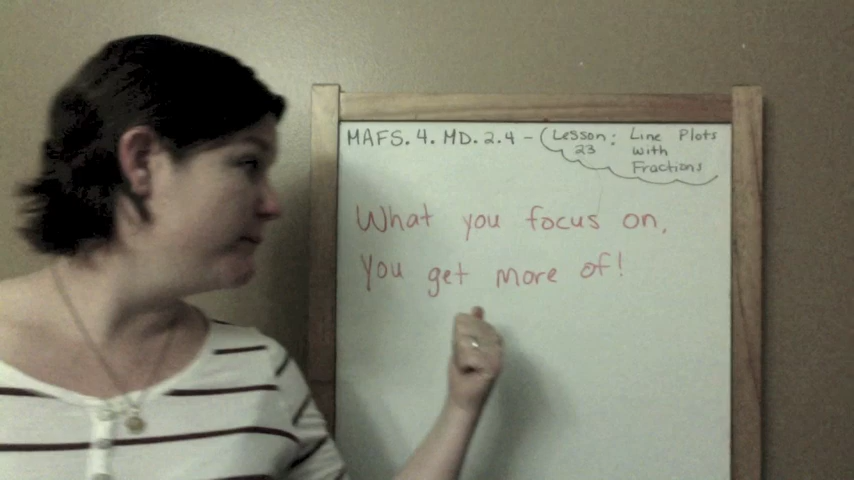 MAFS. 4. MD. 2.4 - Lesson: Line Plots
23 with
Fractions
What you focus on,
you get more of!